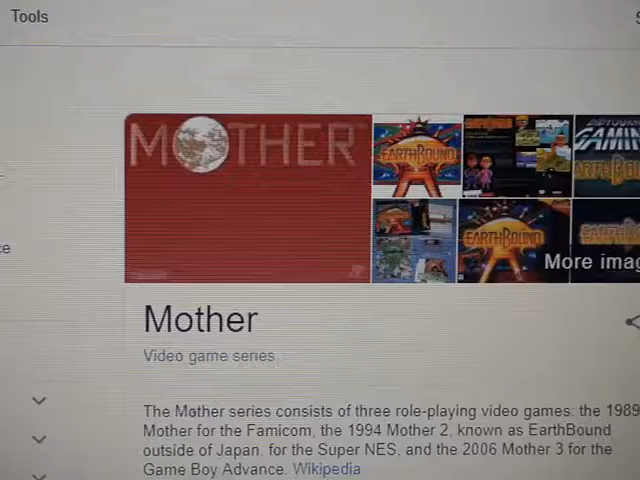 Tools
MOTHER
EARTHBOUND
GAMIN
EARTHBO
EARTHBOUND
More imag
Mother
Video game series
The Mother series consists of three role-playing video games: the 1989
Mother for the Famicom, the 1994 Mother 2, known as EarthBound
outside of Japan, for the Super NES, and the 2006 Mother 3 for the
Game Boy Advance. Wikipedia